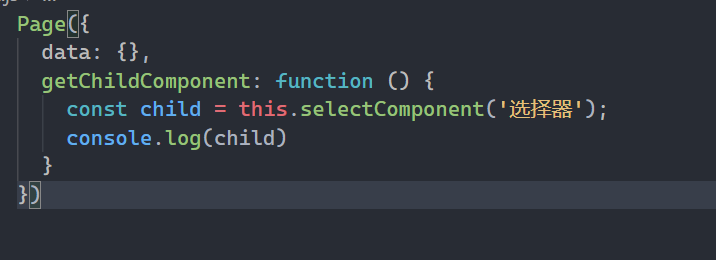 Page({
  data: {},
  getChildComponent: function () {
    const child = this.selectComponent('选择器');
    console.log(child)
  }
})